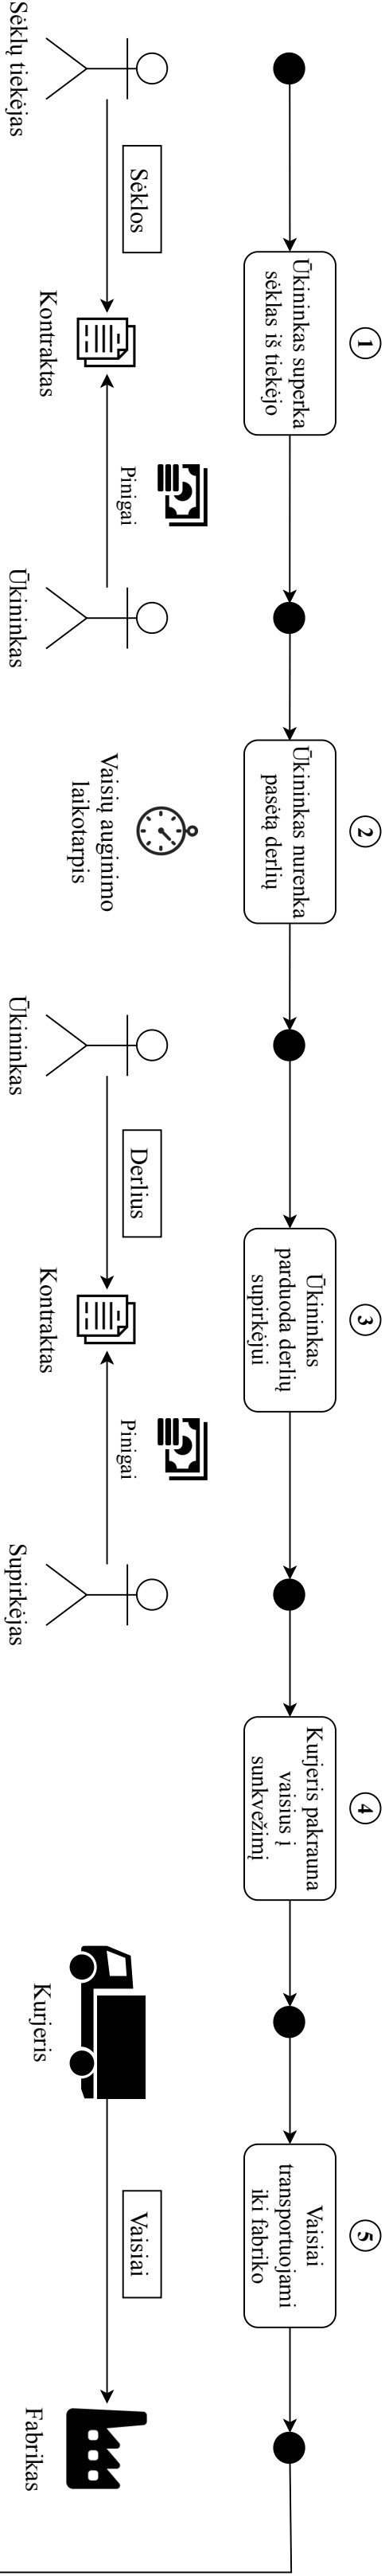 1
Ūkininkas superka
sėklas iš tiekėjo
2
Ūkininkas nurenka
pasėtą derlių
3
Ūkininkas
parduoda derlių
supirkėjui
4
Kurjeris pakrauna
vaisius į
sunkvežimį
5
Vaisiai
transportuojami
iki fabriko
Sėklos
Pinigai
Sėklų tiekėjas
Kontraktas
Ūkininkas
Vaisių auginimo
laikotarpis
Derlius
Pinigai
Ūkininkas
Kontraktas
Supirkėjas
Vaisiai
Kurjeris
Fabrikas